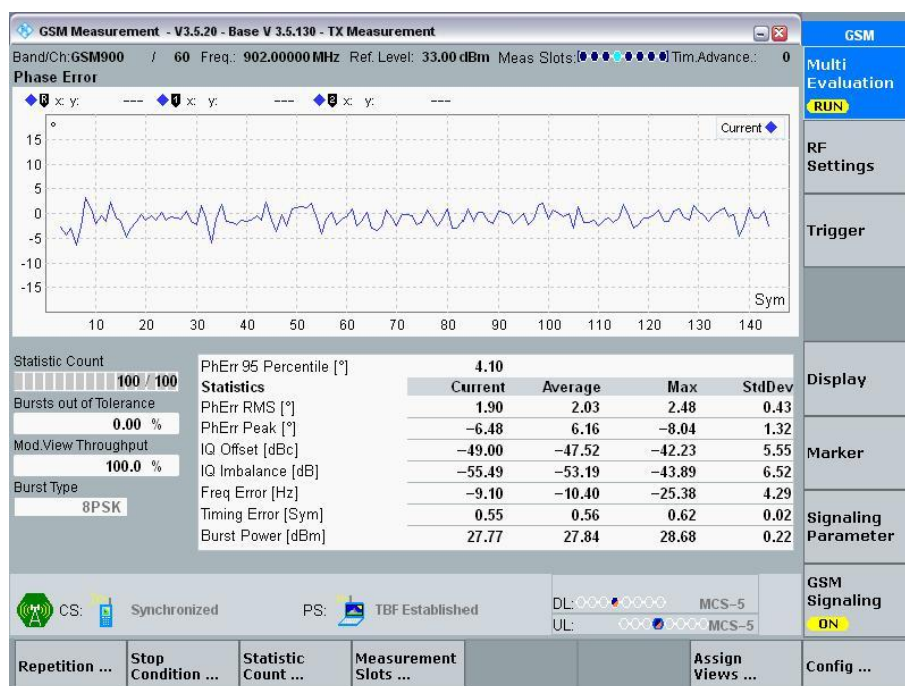 GSM Measurement - V3.5.20 - Base V 3.5.130 - TX Measurement
GSM
Band/Ch:GSM900 / 60 Freq.: 902.00000 MHz Ref. Level: 33.00 dBm Meas Slots: Tim.Advance.: 0
Phase Error
Multi
Evaluation
RUN
R x: y: --- 1 x: y: --- 2 x: y: ---
°
Current
15
10
5
0
-5
-10
-15
Sym
10 20 30 40 50 60 70 80 90 100 110 120 130 140
RF
Settings
Trigger
Statistic Count
100 / 100
Bursts out of Tolerance
0.00 %
Mod.View Throughput
100.0 %
Burst Type
8PSK
PhErr 95 Percentile [°] 4.10
Statistics Current Average Max StdDev
PhErr RMS [°] 1.90 2.03 2.48 0.43
PhErr Peak [°] −6.48 6.16 −8.04 1.32
IQ Offset [dBc] −49.00 −47.52 −42.23 5.55
IQ Imbalance [dB] −55.49 −53.19 −43.89 6.52
Freq Error [Hz] −9.10 −10.40 −25.38 4.29
Timing Error [Sym] 0.55 0.56 0.62 0.02
Burst Power [dBm] 27.77 27.84 28.68 0.22
Display
Marker
Signaling
Parameter
GSM
Signaling
ON
CS: Synchronized PS: TBF Established
DL: MCS−5
UL: MCS−5
Repetition ...
Stop
Condition ...
Statistic
Count ...
Measurement
Slots ...
Assign
Views ...
Config ...